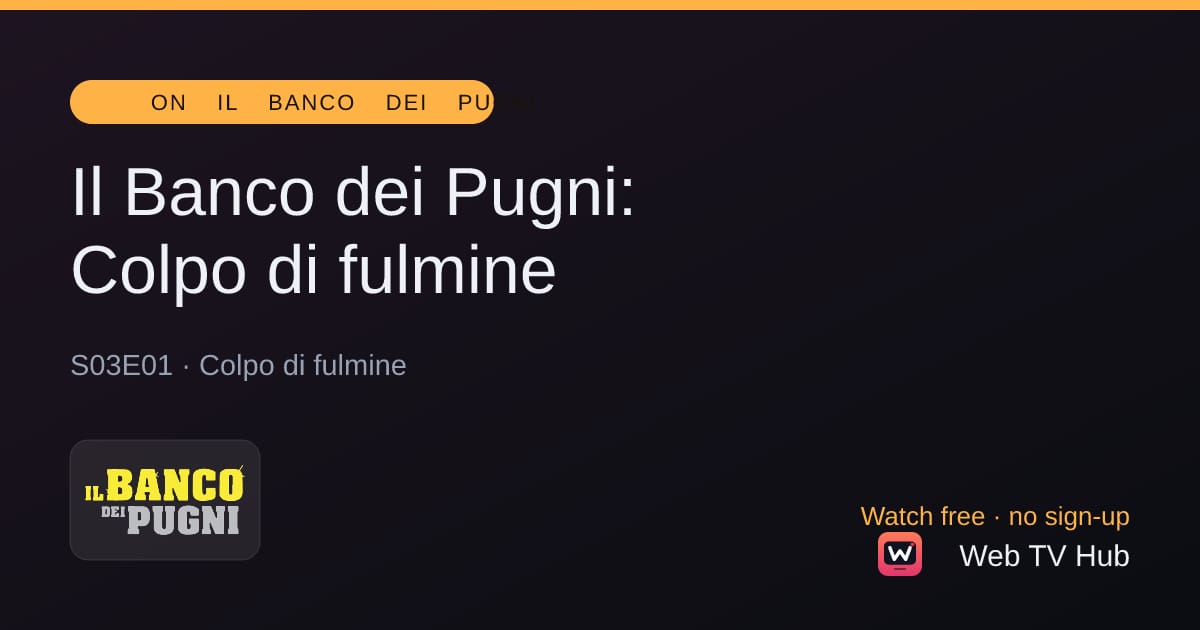 ON IL BANCO DEI PUGNI
Il Banco dei Pugni:
Colpo di fulmine
S03E01 · Colpo di fulmine
IL BANCO
DEI PUGNI
Watch free · no sign-up
W
Web TV Hub